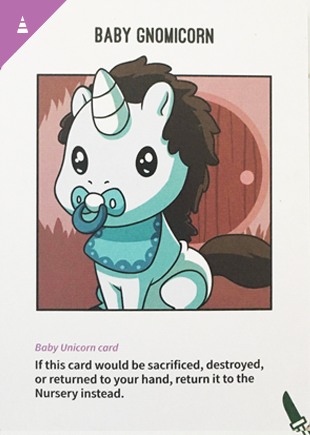 BABY GNOMICORN
Baby Unicorn card
If this card would be sacrificed, destroyed,
or returned to your hand, return it to the
Nursery instead.